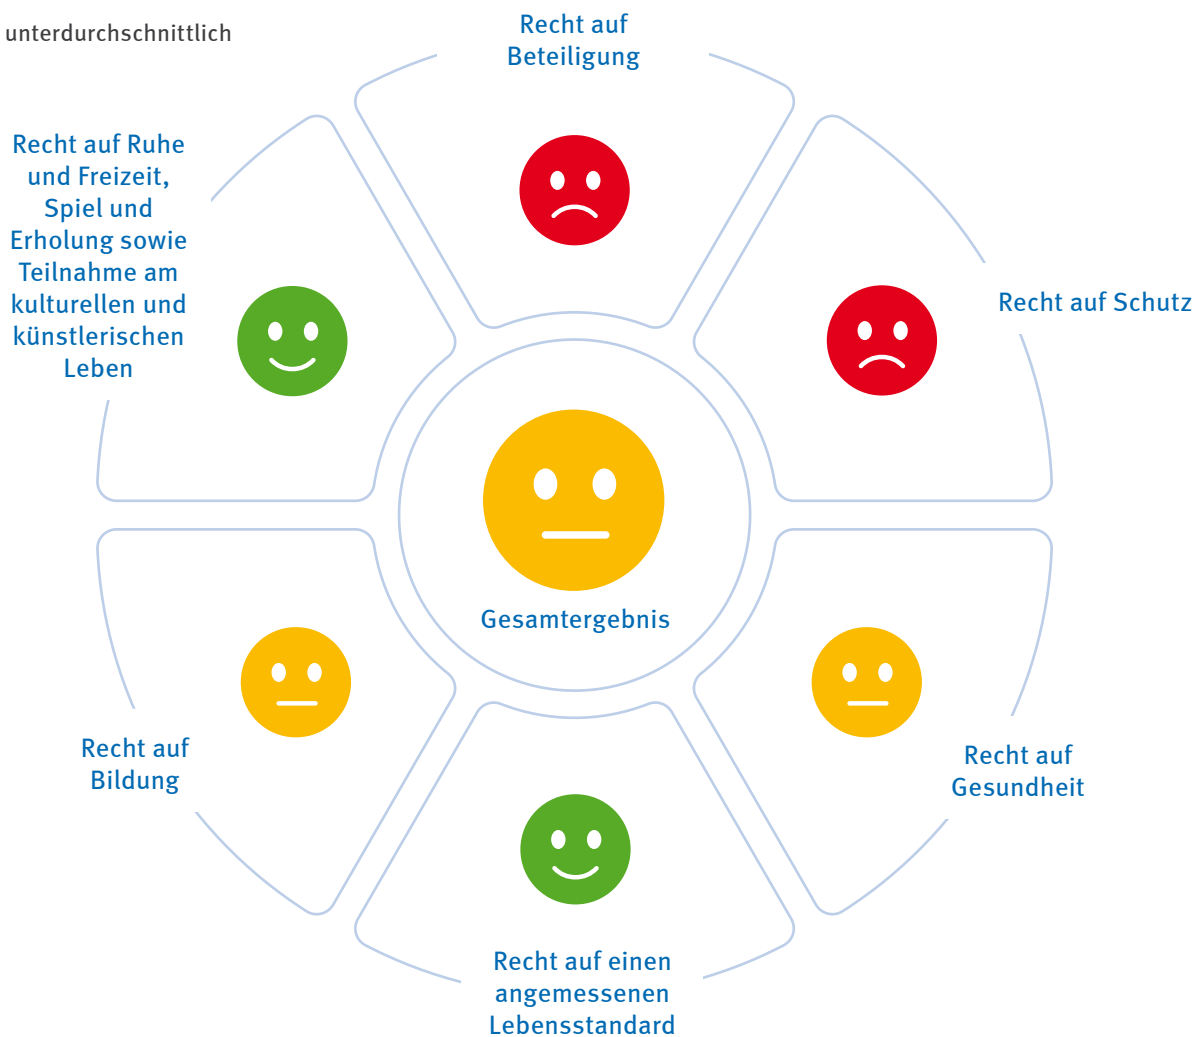 unterdurchschnittlich
Recht auf
Beteiligung
Recht auf Ruhe
und Freizeit,
Spiel und
Erholung sowie
Teilnahme am
kulturellen und
künstlerischen
Leben
Recht auf Schutz
Gesamtergebnis
Recht auf
Bildung
Recht auf
Gesundheit
Recht auf einen
angemessenen
Lebensstandard